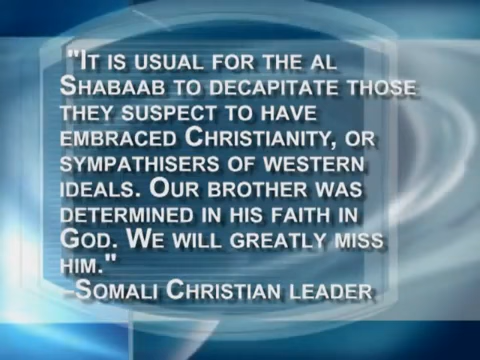 "It is usual for the al
Shabaab to decapitate those
they suspect to have
embraced Christianity, or
sympathisers of western
ideals. Our brother was
determined in his faith in
God. We will greatly miss
him."
-Somali Christian leader